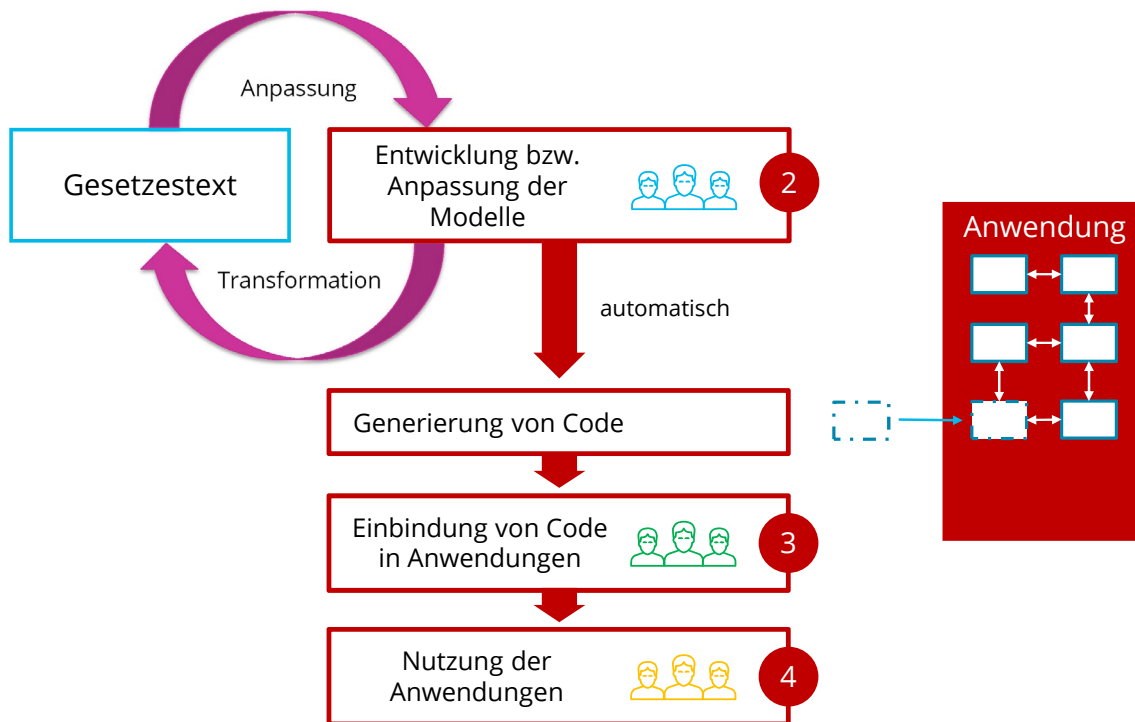 Anpassung
Gesetzestext
Entwicklung bzw.
Anpassung der
Modelle
2
Transformation
automatisch
Generierung von Code
Einbindung von Code
in Anwendungen
3
Nutzung der
Anwendungen
4
Anwendung